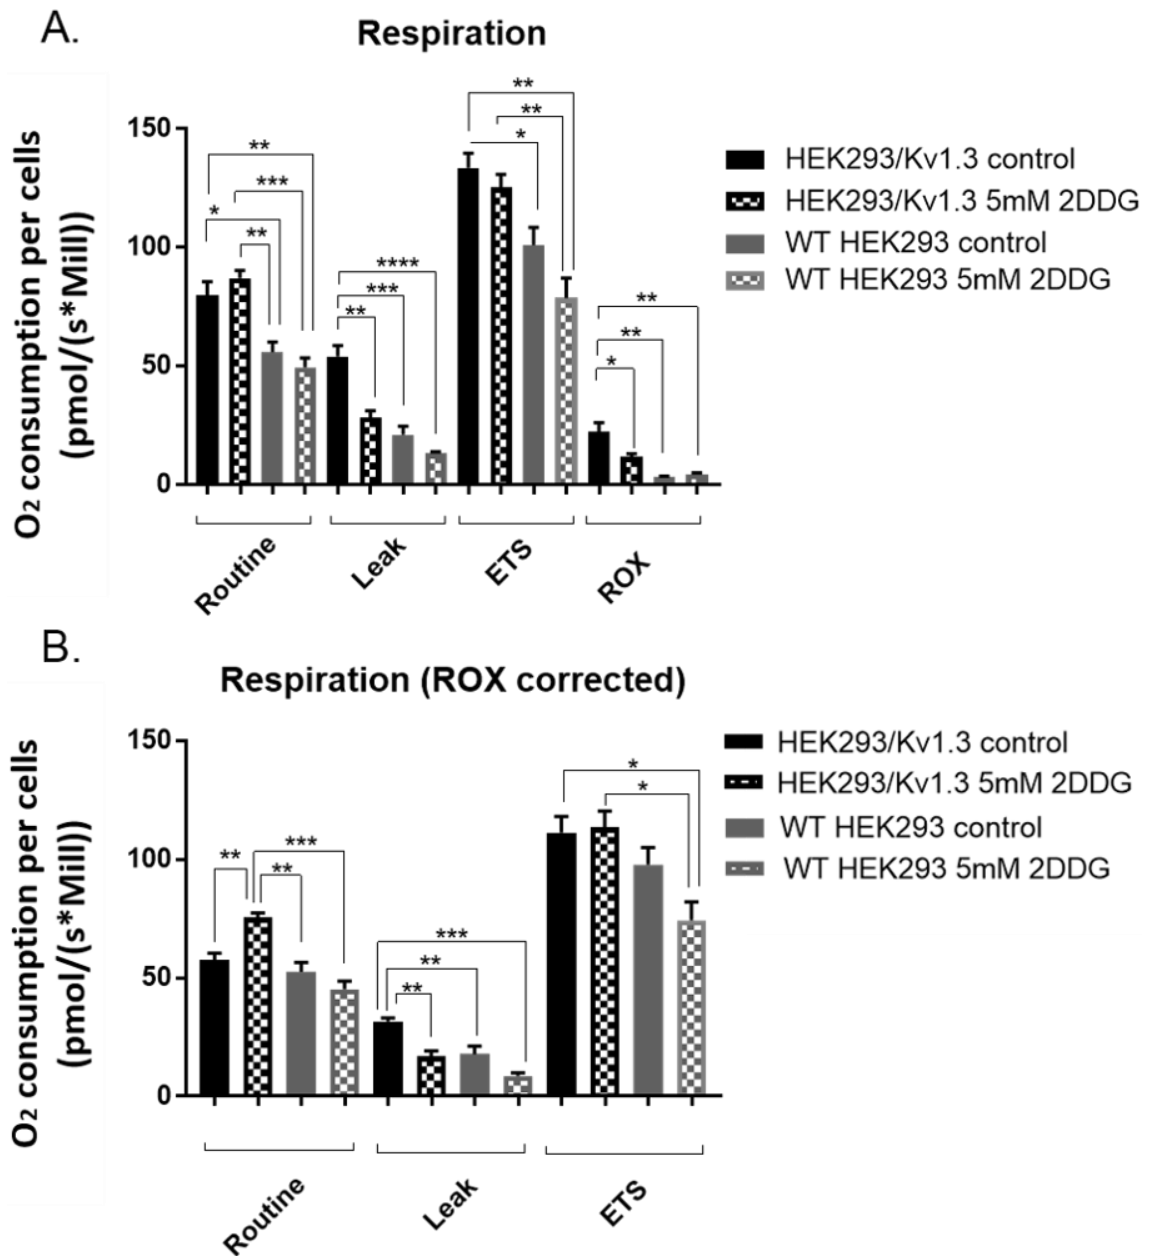 A.
Respiration
O2 consumption per cells
(pmol/(s*Mill))
150
100
50
0
**
***
*
**
****
***
**
**
**
*
**
**
*
HEK293/Kv1.3 control
HEK293/Kv1.3 5mM 2DDG
WT HEK293 control
WT HEK293 5mM 2DDG
Routine
Leak
ETS
ROX
B.
Respiration (ROX corrected)
O2 consumption per cells
(pmol/(s*Mill))
150
100
50
0
**
***
**
***
**
**
*
*
HEK293/Kv1.3 control
HEK293/Kv1.3 5mM 2DDG
WT HEK293 control
WT HEK293 5mM 2DDG
Routine
Leak
ETS